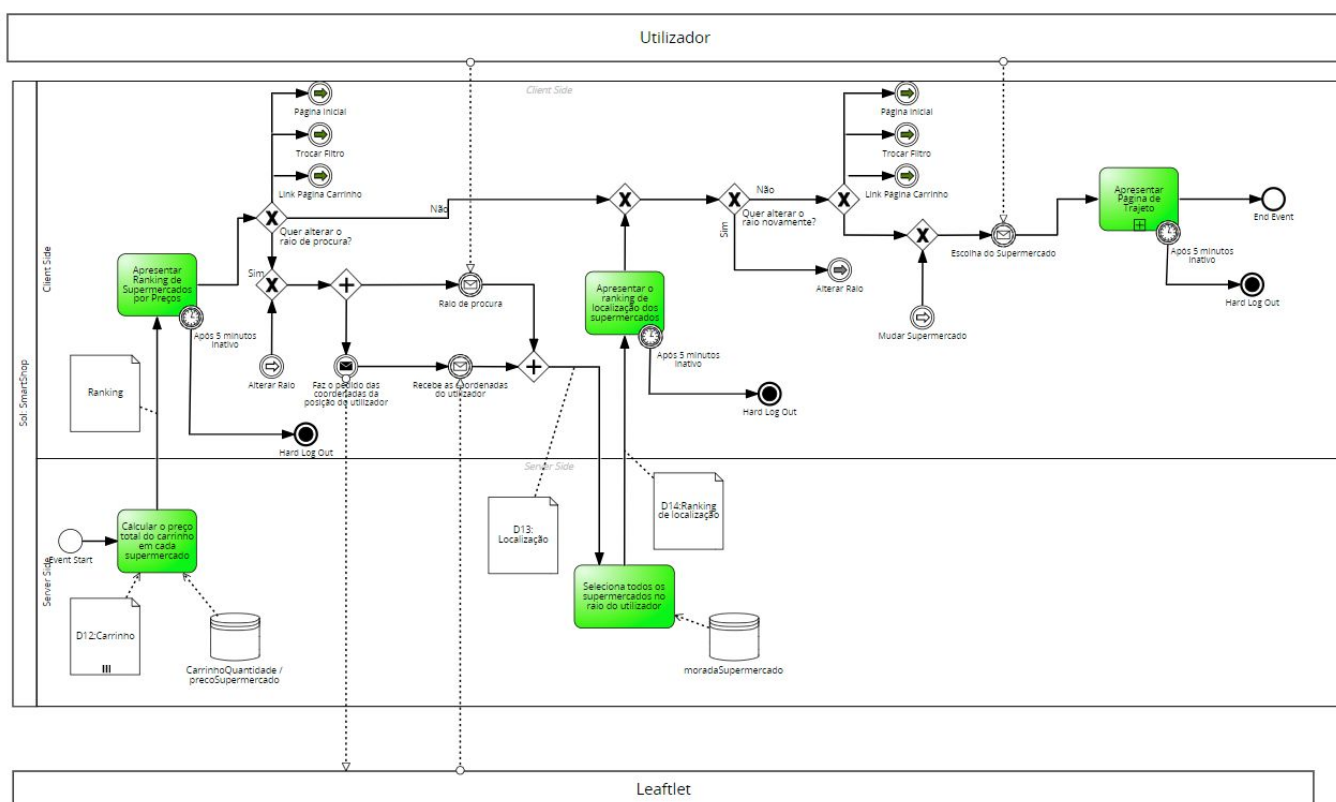 Utilizador
Client Side
Página Inicial
Trocar Filtro
Link Página Carrinho
Não
Quer alterar o
raio de procura?
Sim
Apresentar
Ranking de
Supermercados
por Preços
Após 5 minutos
Inativo
Hard Log Out
Alterar Raio
Raio de procura
Faz o pedido das
coordenadas da
posição do utilizador
Recebe as coordenadas
do utilizador
Apresentar o
ranking de
localização dos
supermercados
Após 5 minutos
Inativo
Hard Log Out
Quer alterar o
raio novamente?
Não
Sim
Alterar Raio
Página Inicial
Trocar Filtro
Link Página Carrinho
Mudar Supermercado
Escolha do Supermercado
Apresentar
Página de
Trajeto
Após 5 minutos
Inativo
Hard Log Out
End Event
Client Side
Sol: SmartShop
Ranking
Server Side
Server Side
Event Start
Calcular o preço
total do carrinho
em cada
supermercado
D12:Carrinho
CarrinhoQuantidade /
precoSupermercado
D13:
Localização
D14:Ranking
de localização
Seleciona todos os
supermercados no
raio do utilizador
moradaSupermercado
Leaftlet